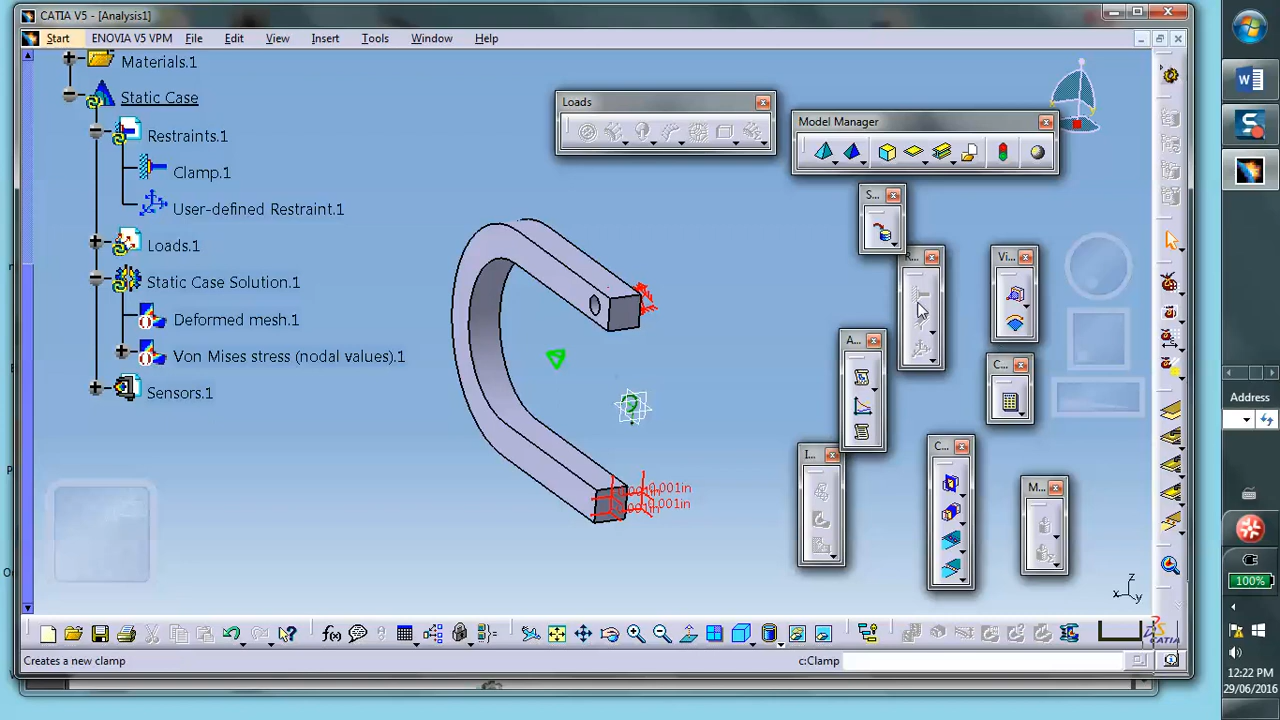 CATIA V5 - [Analysis1]
Start ENOVIA V5 VPM File Edit View Insert Tools Window Help
Materials.1
Static Case
Restraints.1
Clamp.1
User-defined Restraint.1
Loads.1
Static Case Solution.1
Deformed mesh.1
Von Mises stress (nodal values).1
Sensors.1
Loads
Model Manager
S...
R...
Vi...
A...
C...
I...
C...
M...
0.001in
0.001in
z
x y
f(x)
CATIA
Creates a new clamp
c:Clamp
Address
100%
12:22 PM
29/06/2016